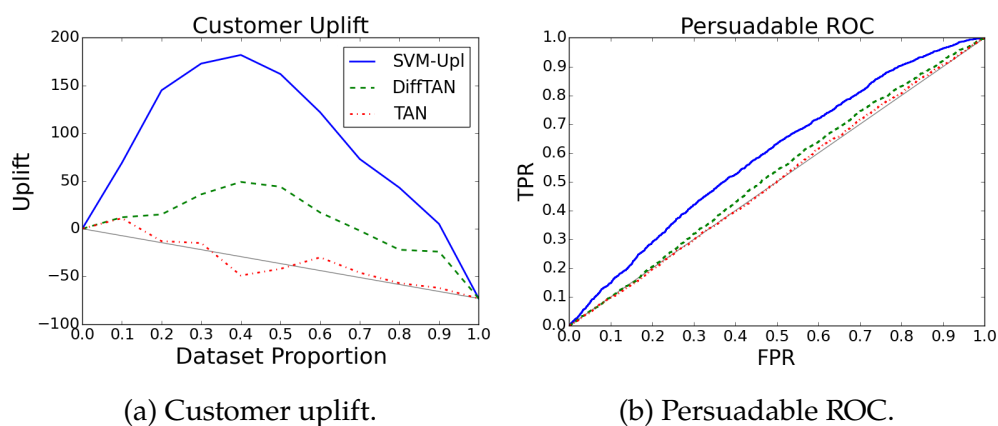 Customer Uplift
200
150
100
50
0
−50
−100
Uplift
SVM-Upl
DiffTAN
TAN
0.0 0.1 0.2 0.3 0.4 0.5 0.6 0.7 0.8 0.9 1.0
Dataset Proportion
(a) Customer uplift.
Persuadable ROC
1.0
0.9
0.8
0.7
0.6
0.5
0.4
0.3
0.2
0.1
0.0
TPR
0.0 0.1 0.2 0.3 0.4 0.5 0.6 0.7 0.8 0.9 1.0
FPR
(b) Persuadable ROC.